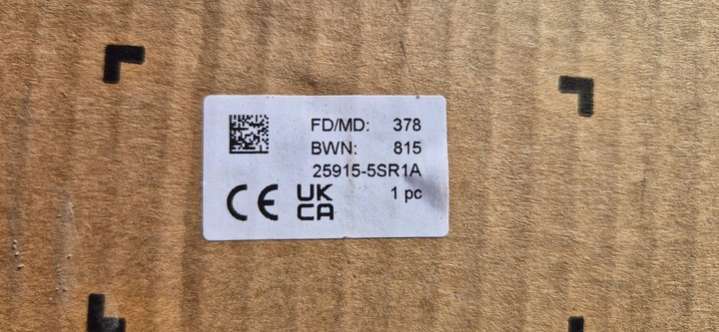 FD/MD: 378
BWN: 815
25915-5SR1A
1 pc
CE UK
CA